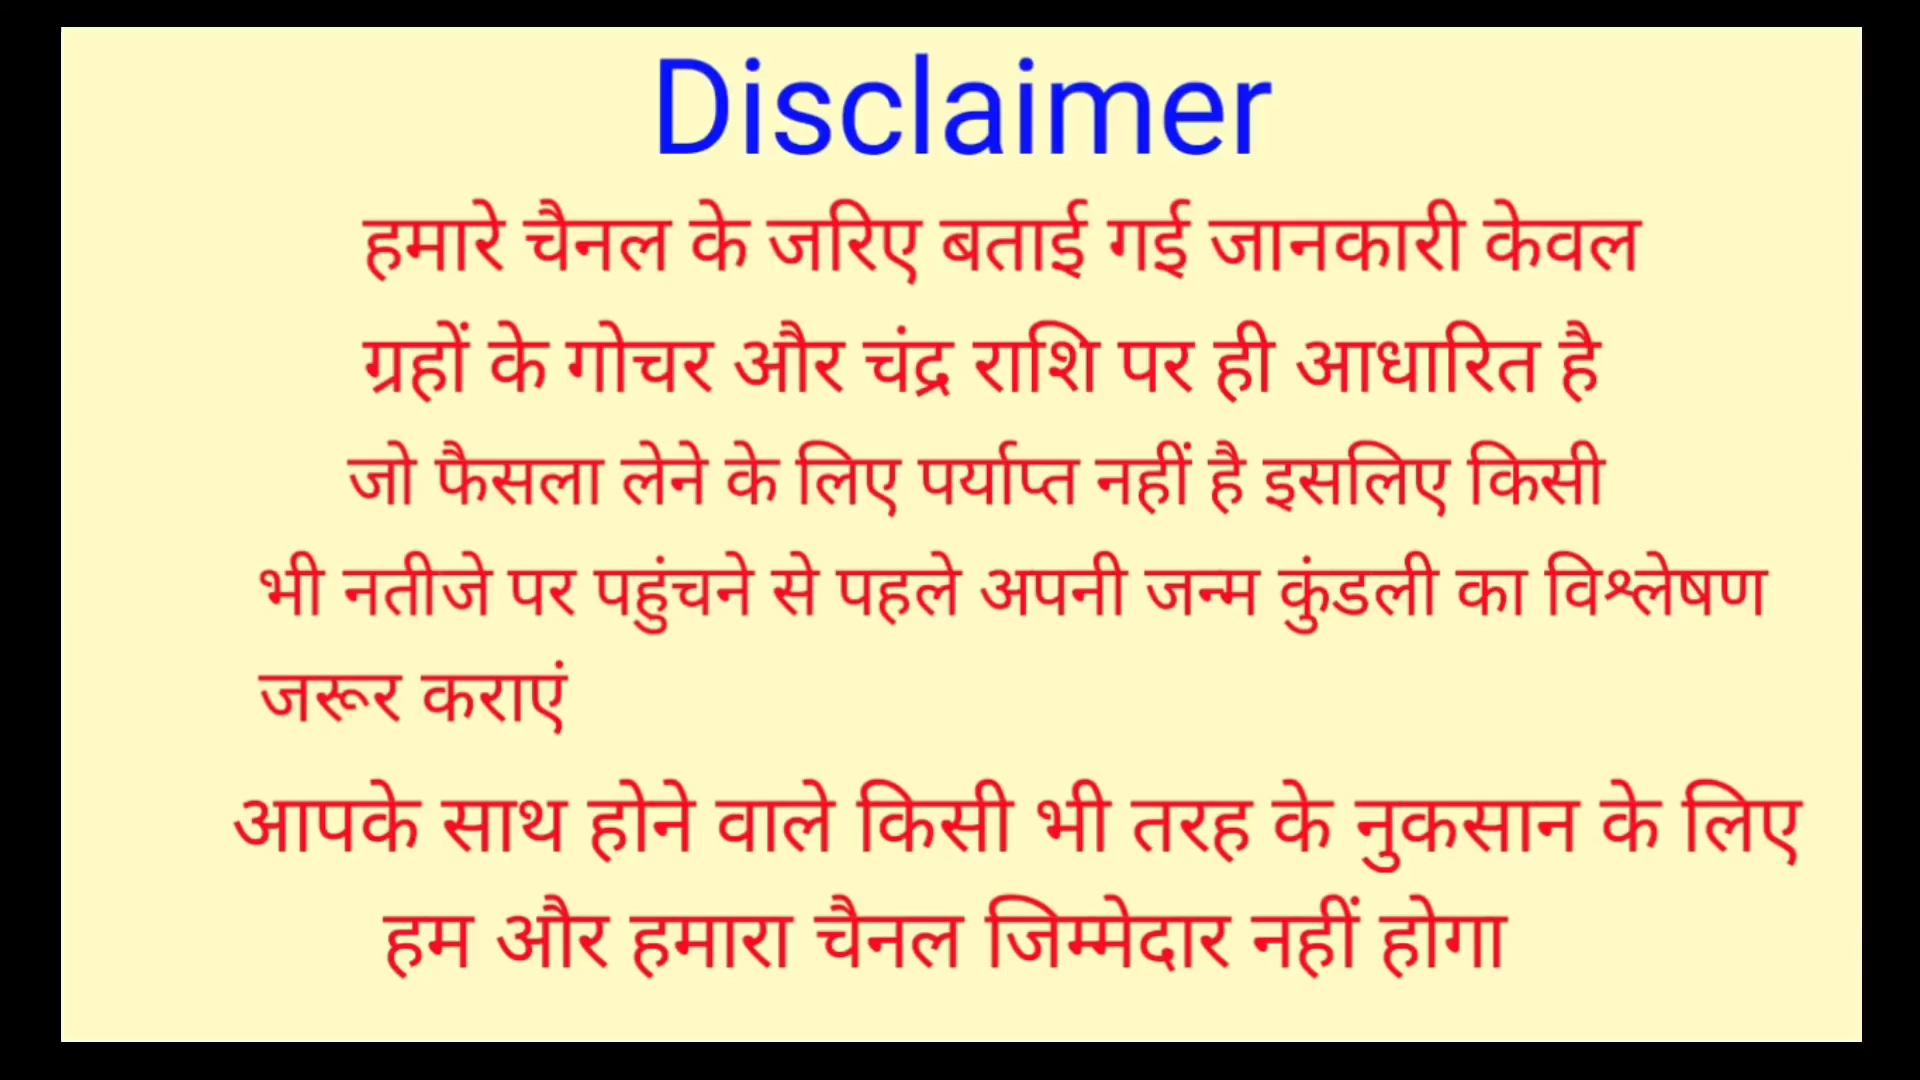 Disclaimer
हमारे चैनल के जरिए बताई गई जानकारी केवल
ग्रहों के गोचर और चंद्र राशि पर ही आधारित है
जो फैसला लेने के लिए पर्याप्त नहीं है इसलिए किसी
भी नतीजे पर पहुंचने से पहले अपनी जन्म कुंडली का विश्लेषण
जरूर कराएं
आपके साथ होने वाले किसी भी तरह के नुकसान के लिए
हम और हमारा चैनल जिम्मेदार नहीं होगा